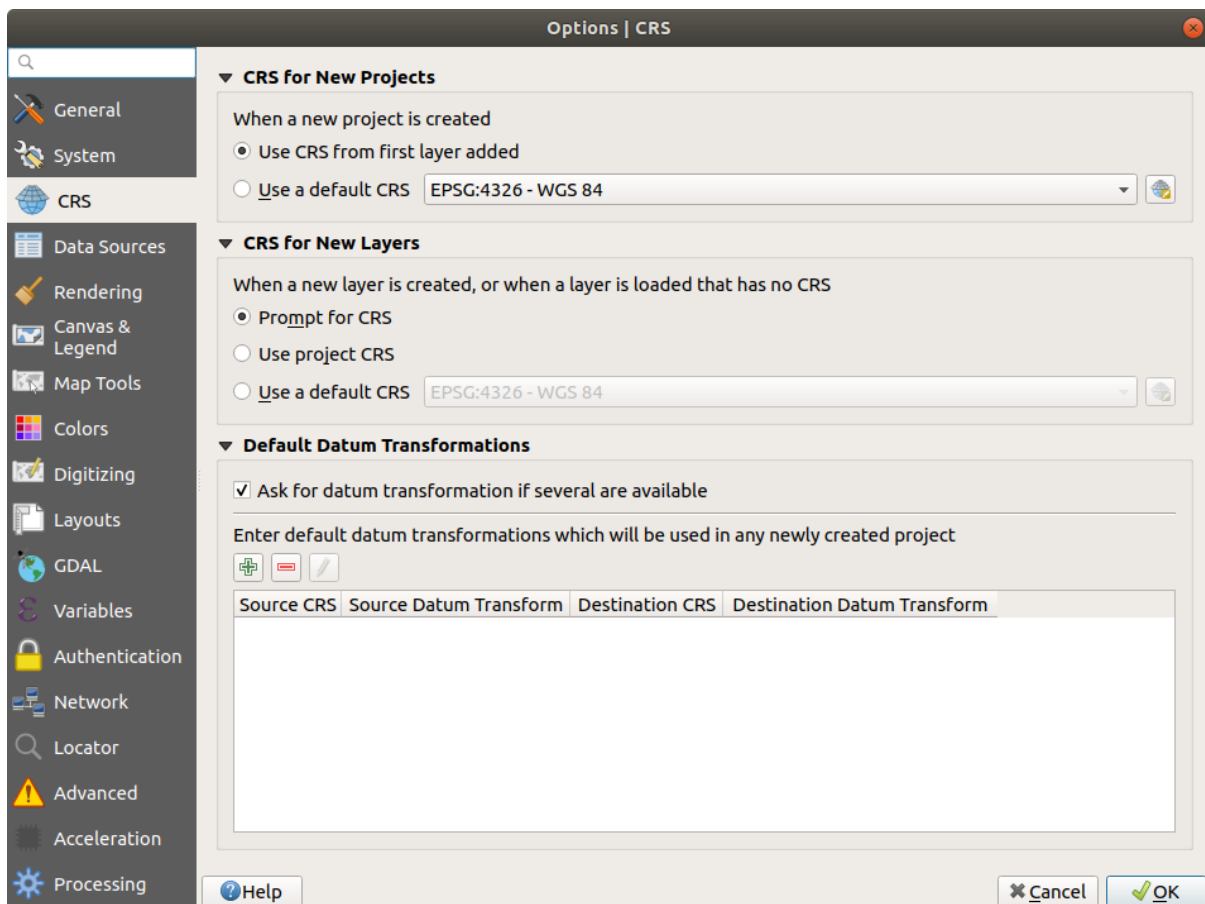 Options | CRS
General
System
CRS
Data Sources
Rendering
Canvas &
Legend
Map Tools
Colors
Digitizing
Layouts
GDAL
Variables
Authentication
Network
Locator
Advanced
Acceleration
Processing
CRS for New Projects
When a new project is created
Use CRS from first layer added
Use a default CRS EPSG:4326 - WGS 84
CRS for New Layers
When a new layer is created, or when a layer is loaded that has no CRS
Prompt for CRS
Use project CRS
Use a default CRS EPSG:4326 - WGS 84
Default Datum Transformations
Ask for datum transformation if several are available
Enter default datum transformations which will be used in any newly created project
Source CRS Source Datum Transform Destination CRS Destination Datum Transform
Help Cancel OK